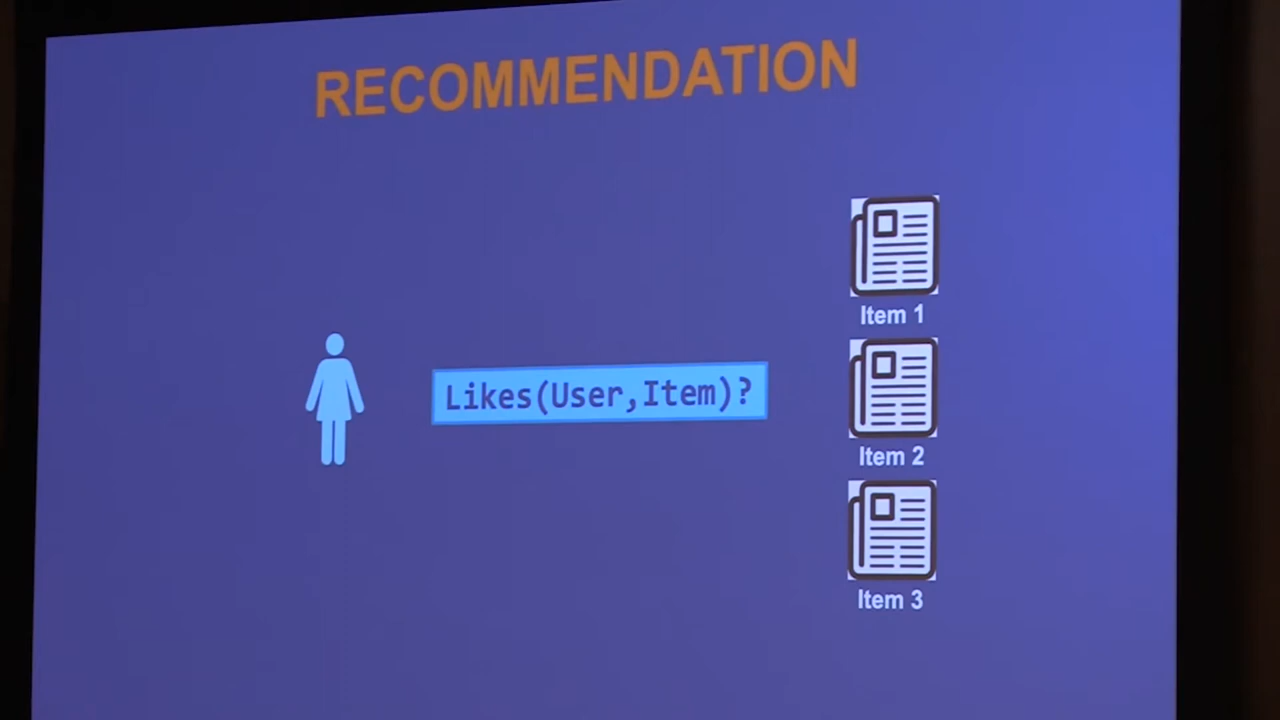 RECOMMENDATION
Likes(User,Item)?
Item 1
Item 2
Item 3